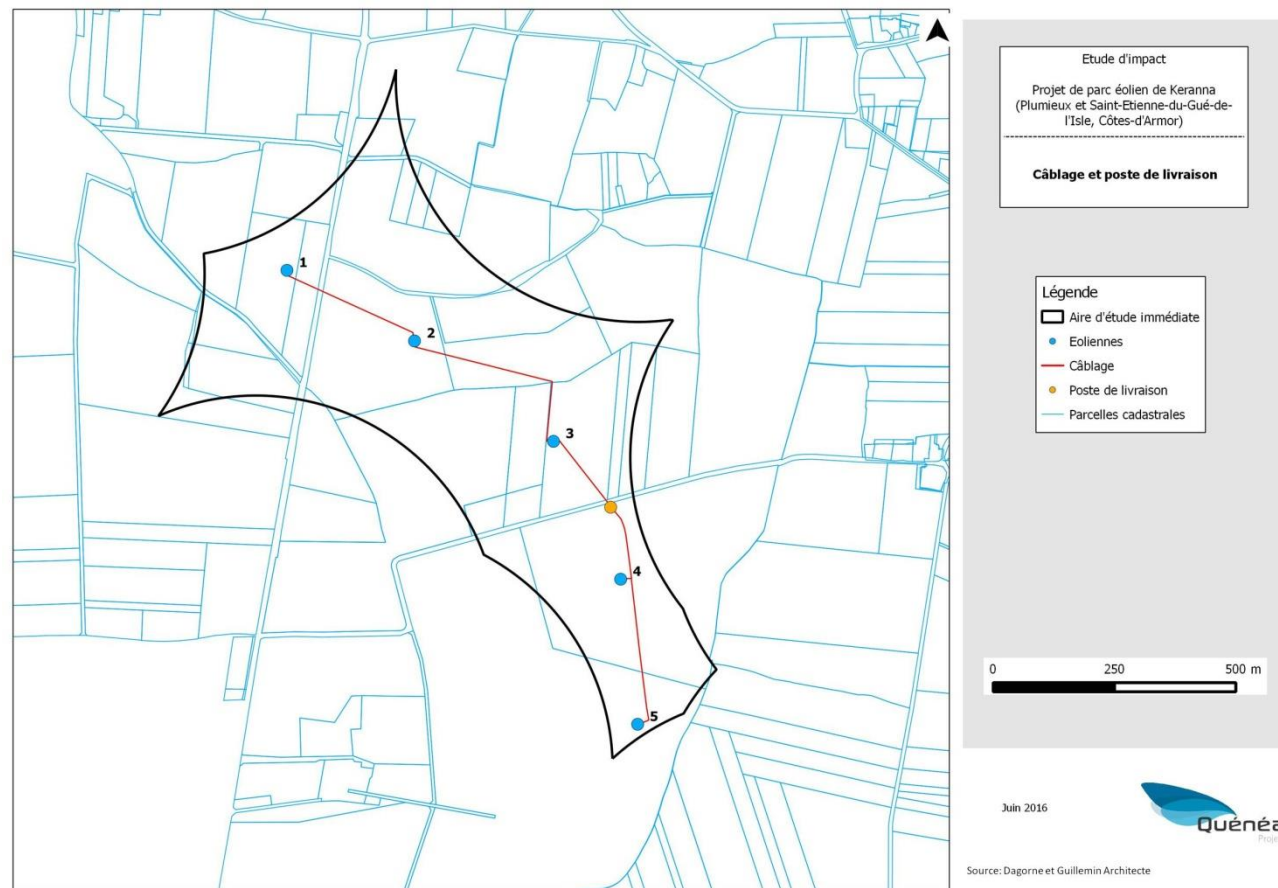 Etude d'impact
Projet de parc éolien de Keranna
(Plumieux et Saint-Etienne-du-Gué-de-
l'Isle, Côtes-d'Armor)
Câblage et poste de livraison
1
2
3
4
5
Légende
Aire d'étude immédiate
Eoliennes
Câblage
Poste de livraison
Parcelles cadastrales
0 250 500 m
Juin 2016
Quénéa
Source: Dagorne et Guillemin Architecte